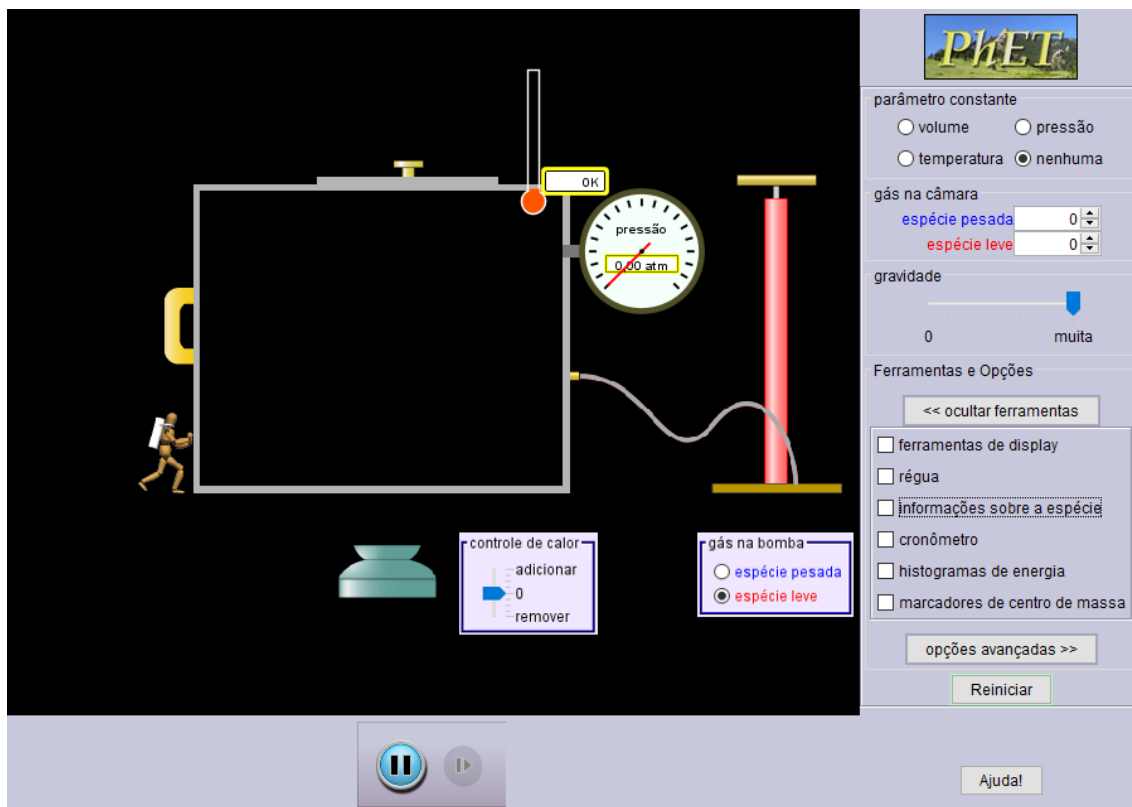 PhET
parâmetro constante
volume
pressão
temperatura
nenhuma
gás na câmara
espécie pesada 0
espécie leve 0
gravidade
0 muita
Ferramentas e Opções
<< ocultar ferramentas
ferramentas de display
régua
informações sobre a espécie
cronômetro
histogramas de energia
marcadores de centro de massa
opções avançadas >>
Reiniciar
Ajuda!
0K
pressão
0,00 atm
controle de calor
adicionar
0
remover
gás na bomba
espécie pesada
espécie leve